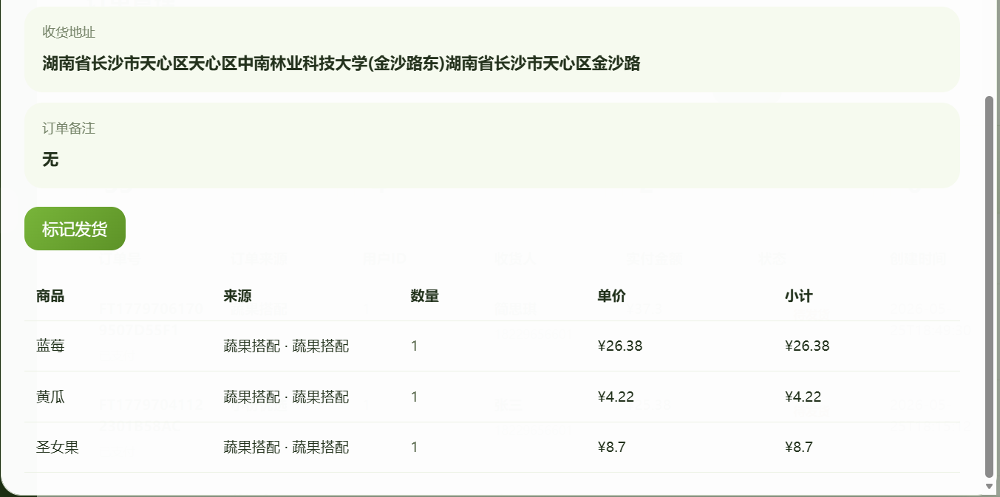 收货地址
湖南省长沙市天心区天心区中南林业科技大学(金沙路东)湖南省长沙市天心区金沙路
订单备注
无
标记发货
商品 来源 数量 单价 小计
蓝莓 蔬果搭配 · 蔬果搭配 1 ¥26.38 ¥26.38
黄瓜 蔬果搭配 · 蔬果搭配 1 ¥4.22 ¥4.22
圣女果 蔬果搭配 · 蔬果搭配 1 ¥8.7 ¥8.7